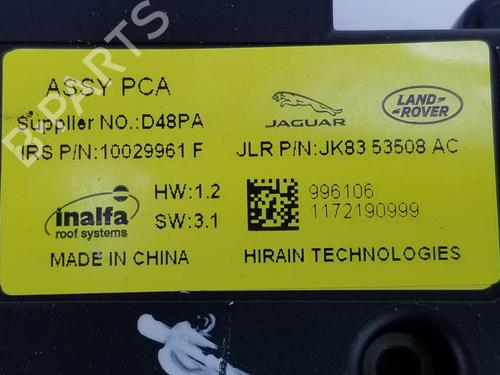 ASSY PCA
Supplier NO.:D48PA
JAGUAR
LAND ROVER
IRS P/N:10029961 F
JLR P/N:JK83 53508 AC
inalfa
roof systems
HW:1.2
SW:3.1
996106
1172190999
MADE IN CHINA
HIRAIN TECHNOLOGIES